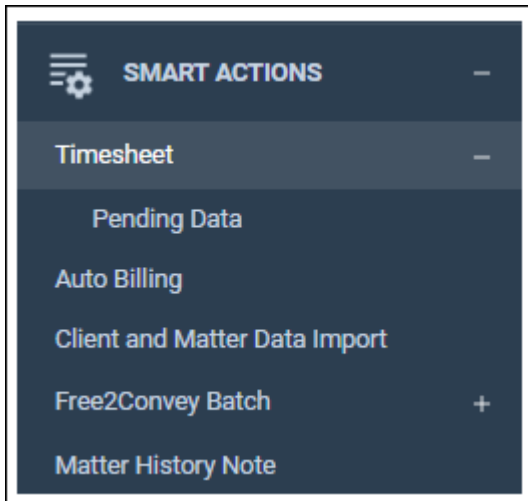 SMART ACTIONS −
Timesheet −
Pending Data
Auto Billing
Client and Matter Data Import
Free2Convey Batch +
Matter History Note